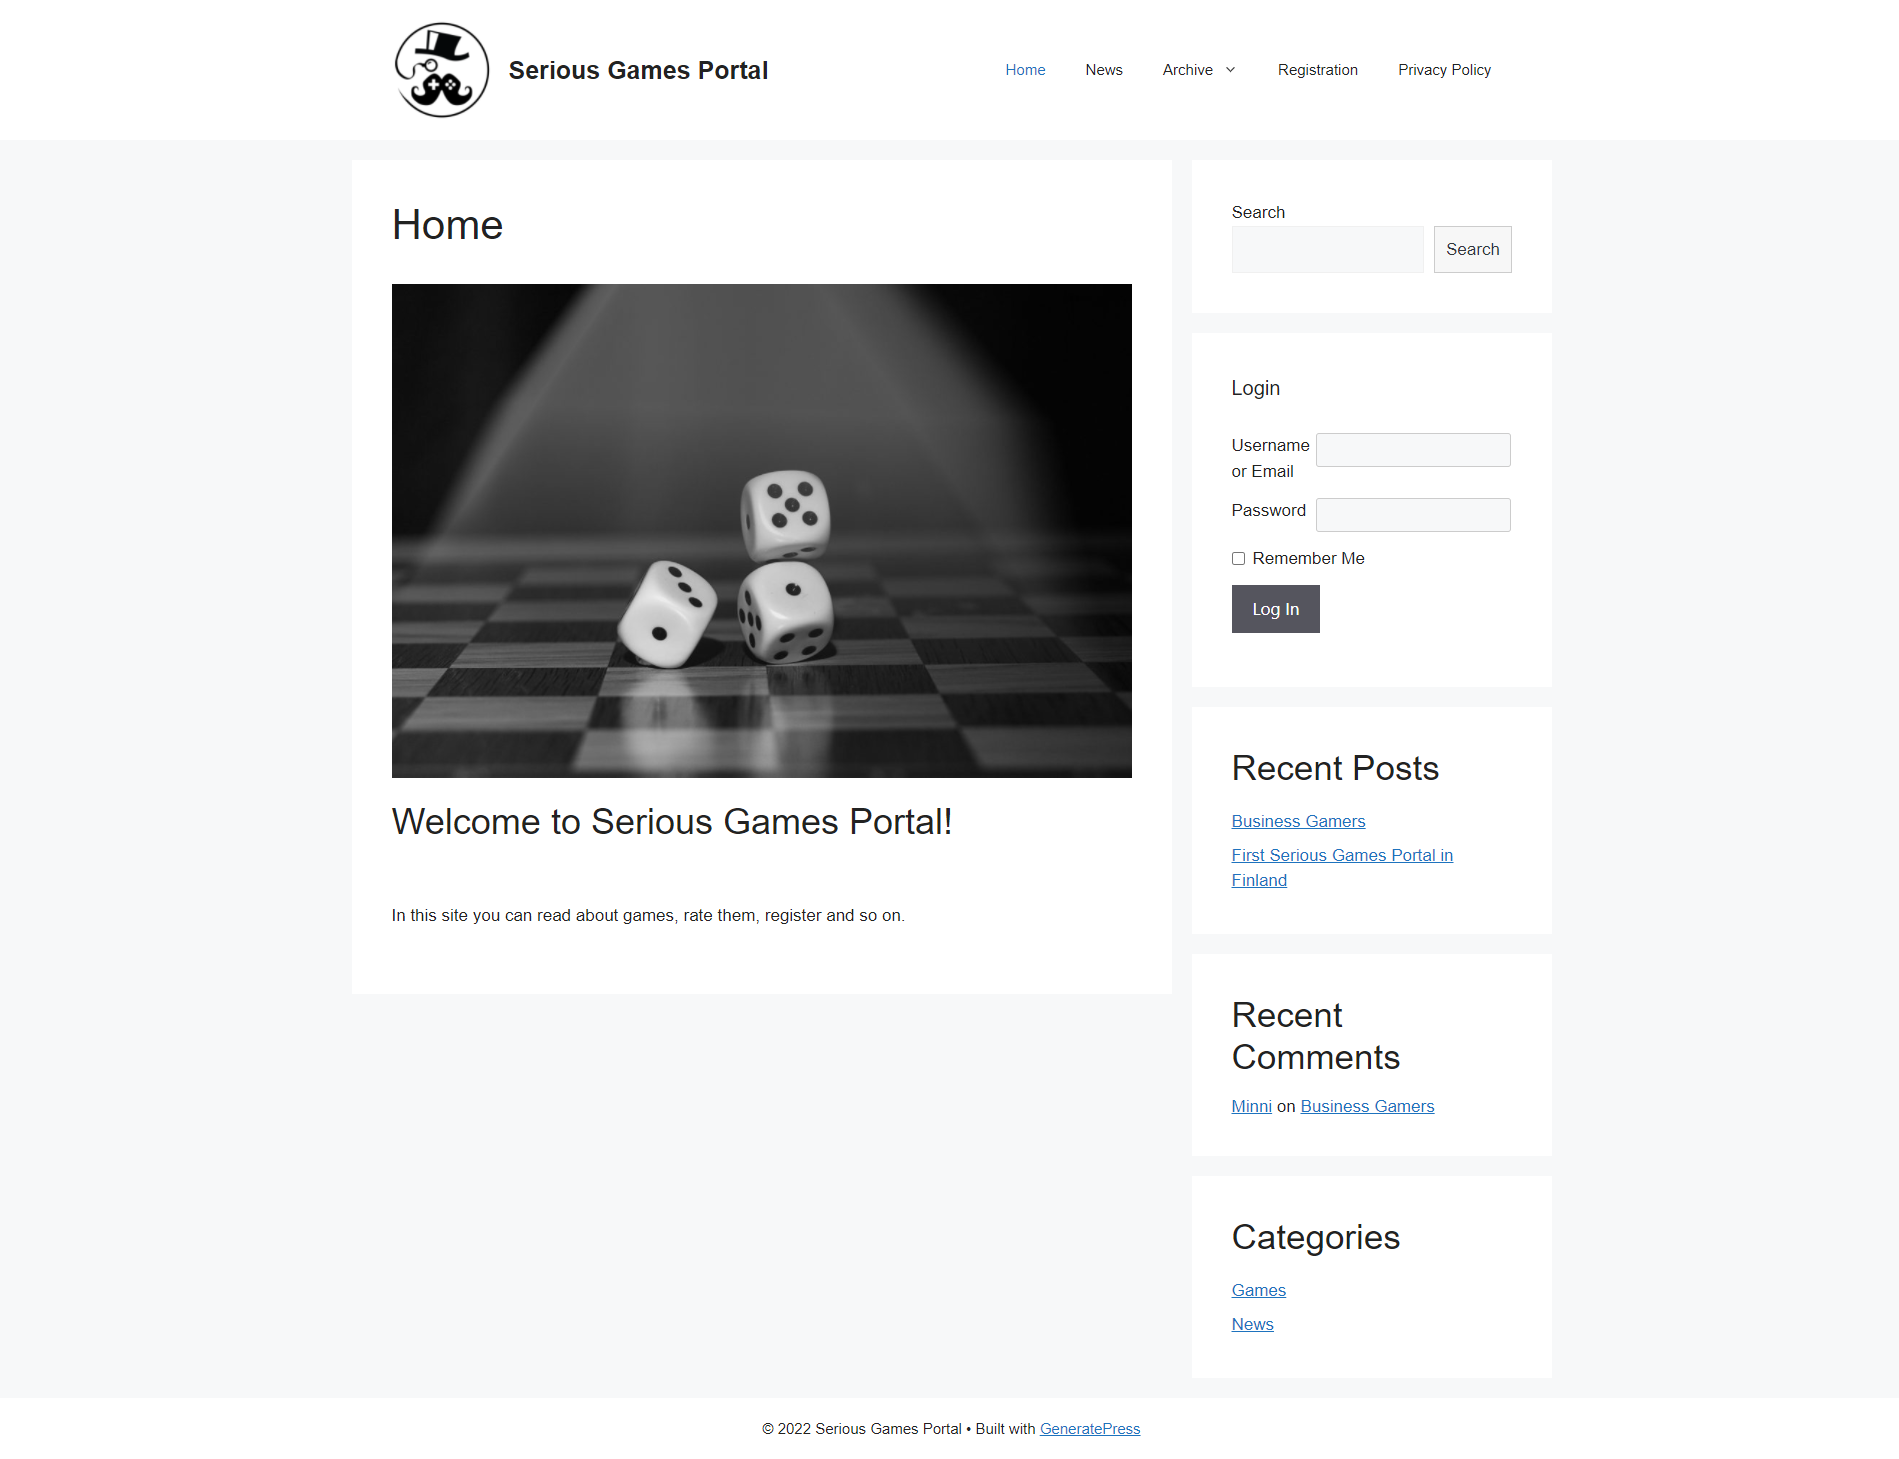 Serious Games Portal
Home
News
Archive
Registration
Privacy Policy
Home
Welcome to Serious Games Portal!
In this site you can read about games, rate them, register and so on.
Search
Search
Login
Username
or Email
Password
Remember Me
Log In
Recent Posts
Business Gamers
First Serious Games Portal in
Finland
Recent
Comments
Minni on Business Gamers
Categories
Games
News
© 2022 Serious Games Portal • Built with GeneratePress